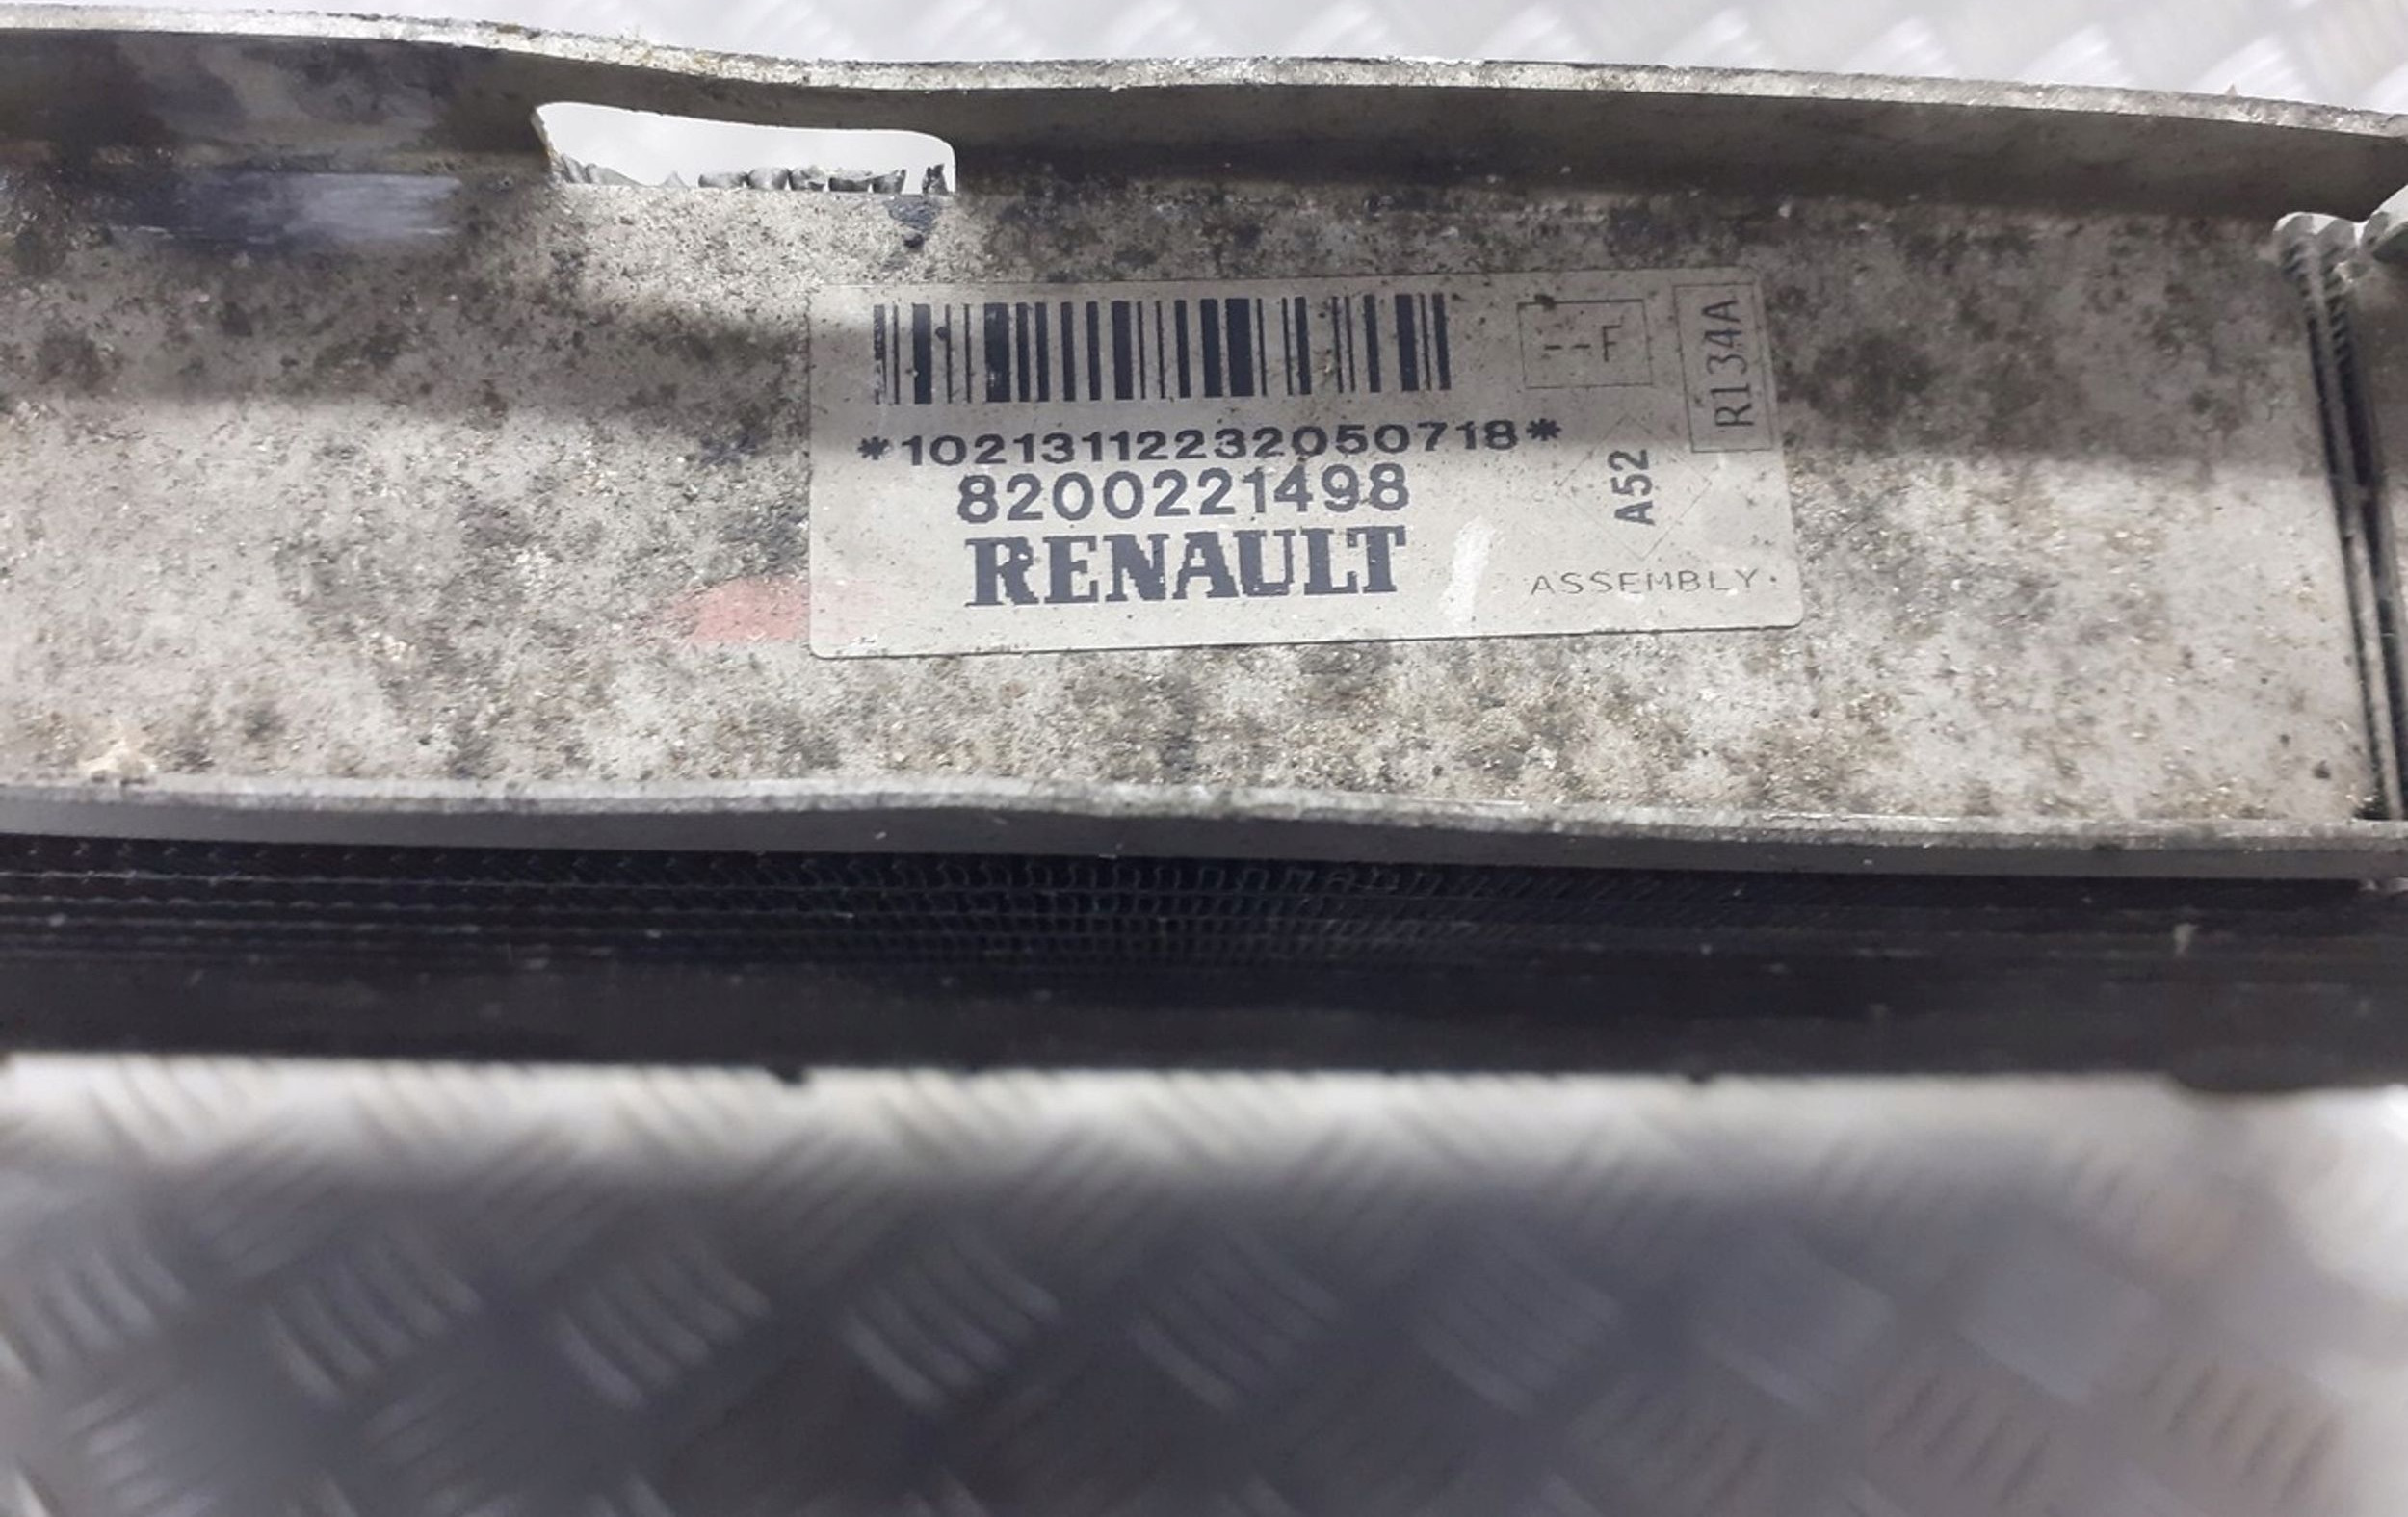 --F
R134A
*10213112232050718*
8200221498
A52
RENAULT
ASSEMBLY